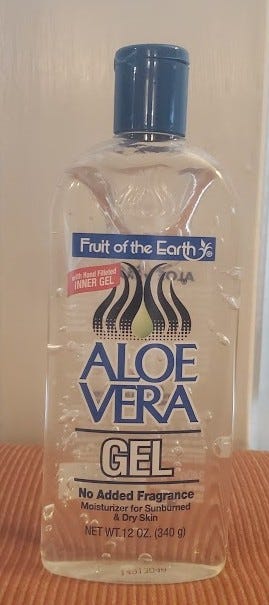 Fruit of the Earth
with Hand Filleted
INNER GEL
ALOE
VERA
GEL
No Added Fragrance
Moisturizer for Sunburned
& Dry Skin
NET WT. 12 OZ. (340 g)